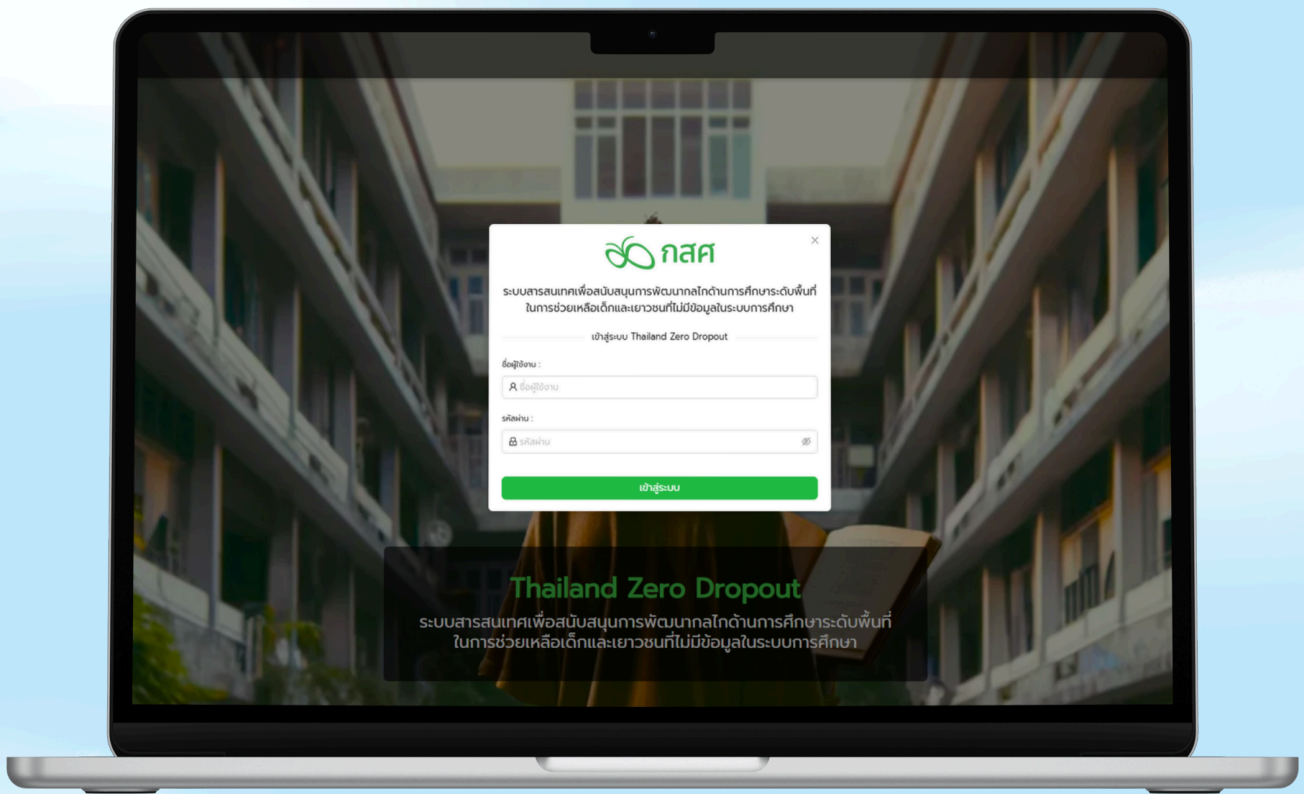 กสศ
ระบบสารสนเทศเพื่อสนับสนุนการพัฒนากลไกด้านการศึกษาระดับพื้นที่
ในการช่วยเหลือเด็กและเยาวชนที่ไม่มีข้อมูลในระบบการศึกษา
เข้าสู่ระบบ Thailand Zero Dropout
ชื่อผู้ใช้งาน :
ชื่อผู้ใช้งาน
รหัสผ่าน :
รหัสผ่าน
เข้าสู่ระบบ
Thailand Zero Dropout
ระบบสารสนเทศเพื่อสนับสนุนการพัฒนากลไกด้านการศึกษาระดับพื้นที่
ในการช่วยเหลือเด็กและเยาวชนที่ไม่มีข้อมูลในระบบการศึกษา